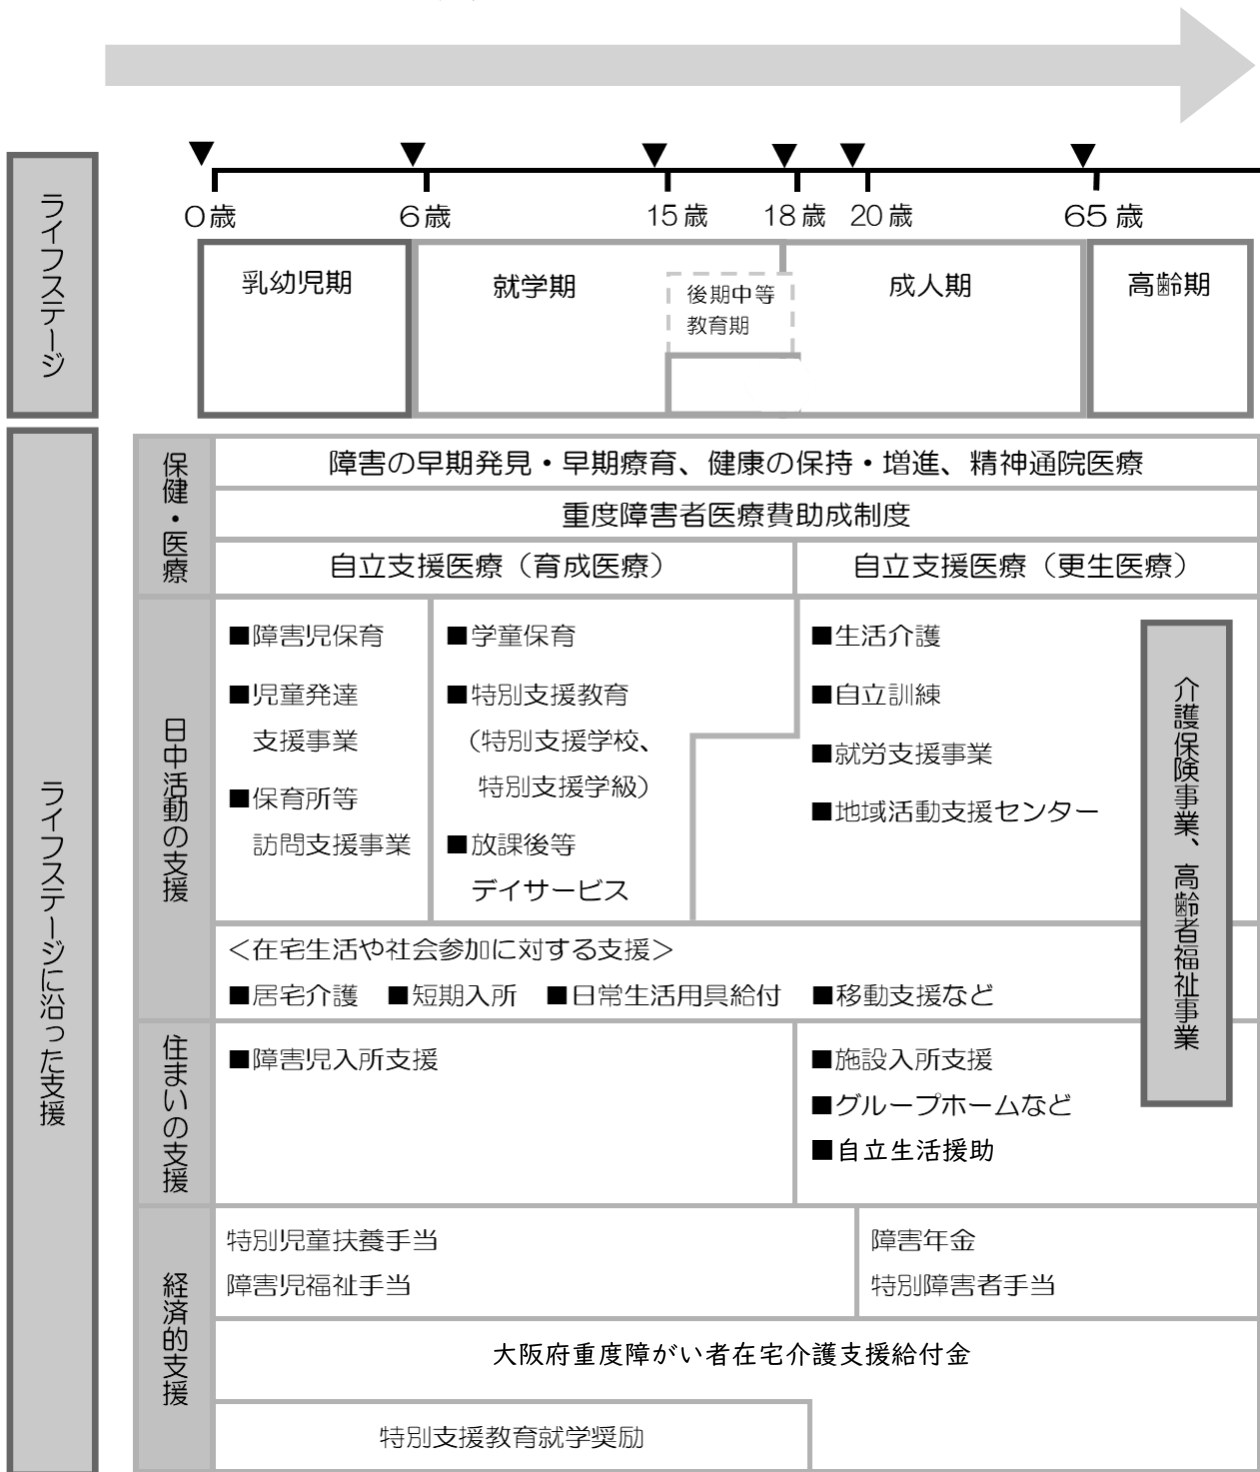 ライフステージ
0歳
6歳
15歳
18歳
20歳
65歳
乳幼児期
就学期
後期中等
教育期
成人期
高齢期
ライフステージに沿った支援
保健・医療
障害の早期発見・早期療育、健康の保持・増進、精神通院医療
重度障害者医療費助成制度
自立支援医療（育成医療）
自立支援医療（更生医療）
日中活動の支援
■障害児保育
■児童発達
支援事業
■保育所等
訪問支援事業
■学童保育
■特別支援教育
（特別支援学校、
特別支援学級）
■放課後等
デイサービス
■生活介護
■自立訓練
■就労支援事業
■地域活動支援センター
介護保険事業、高齢者福祉事業
＜在宅生活や社会参加に対する支援＞
■居宅介護　■短期入所　■日常生活用具給付　■移動支援など
住まいの支援
■障害児入所支援
■施設入所支援
■グループホームなど
■自立生活援助
経済的支援
特別児童扶養手当
障害児福祉手当
障害年金
特別障害者手当
大阪府重度障がい者在宅介護支援給付金
特別支援教育就学奨励